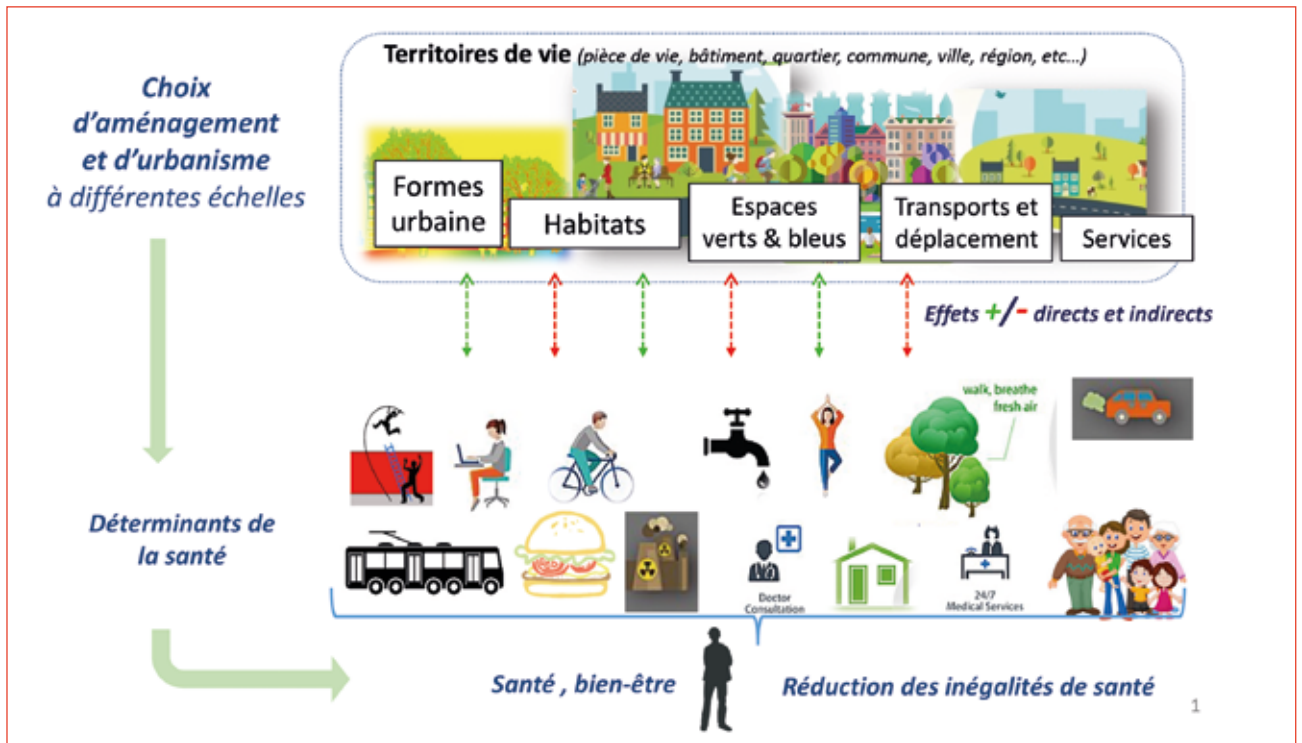 Territoires de vie (pièce de vie, bâtiment, quartier, commune, ville, région, etc...)
Choix
d'aménagement
et d'urbanisme
à différentes échelles
Formes
urbaine
Habitats
Espaces
verts & bleus
Transports et
déplacement
Services
Effets +/- directs et indirects
walk, breathe
fresh air
Déterminants de
la santé
Doctor
Consultation
24/7
Medical Services
Santé , bien-être
Réduction des inégalités de santé
1